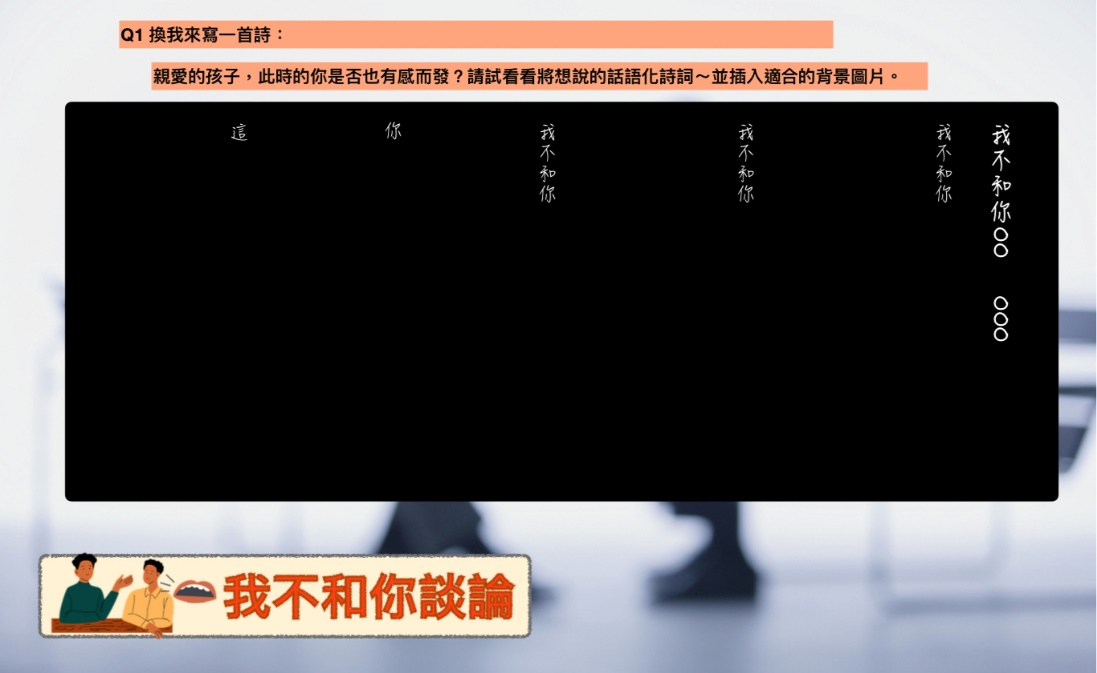 Q1 換我來寫一首詩：
親愛的孩子，此時的你是否也有感而發？請試看看將想說的話語化詩詞～並插入適合的背景圖片。
我不和你〇〇　〇〇〇
我不和你
我不和你
我不和你
你
這
我不和你談論